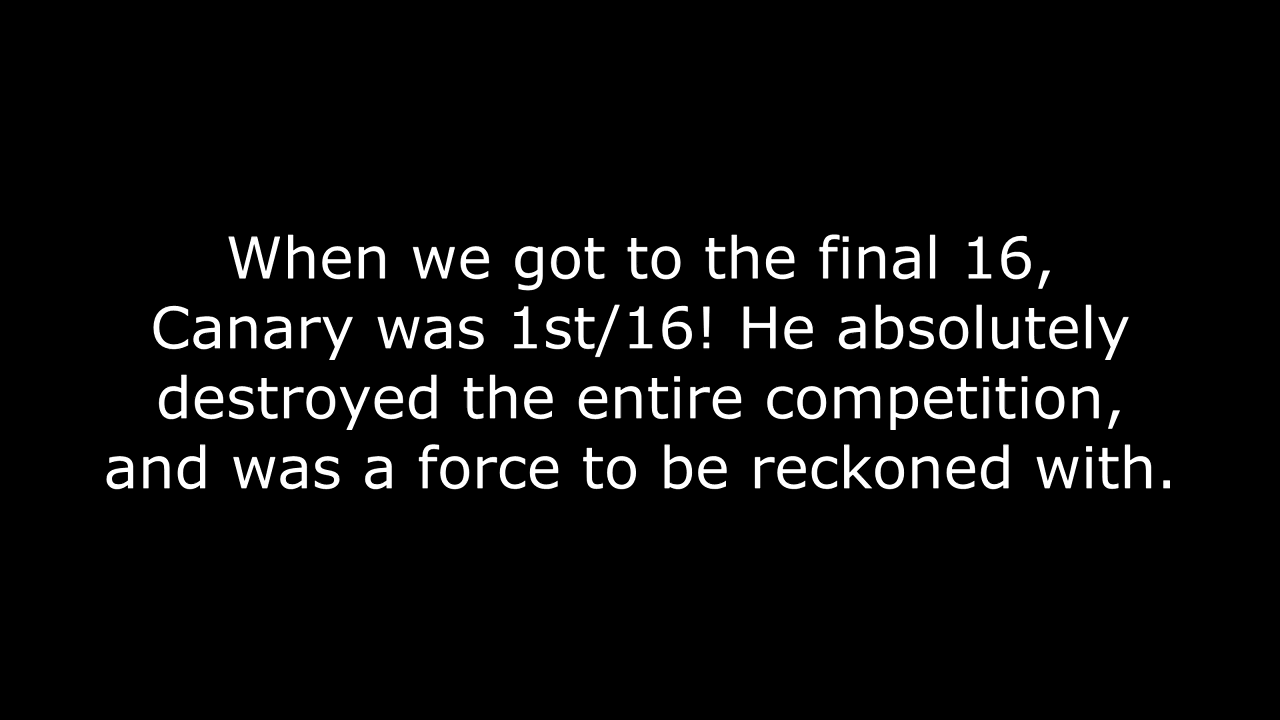 When we got to the final 16,
Canary was 1st/16! He absolutely
destroyed the entire competition,
and was a force to be reckoned with.